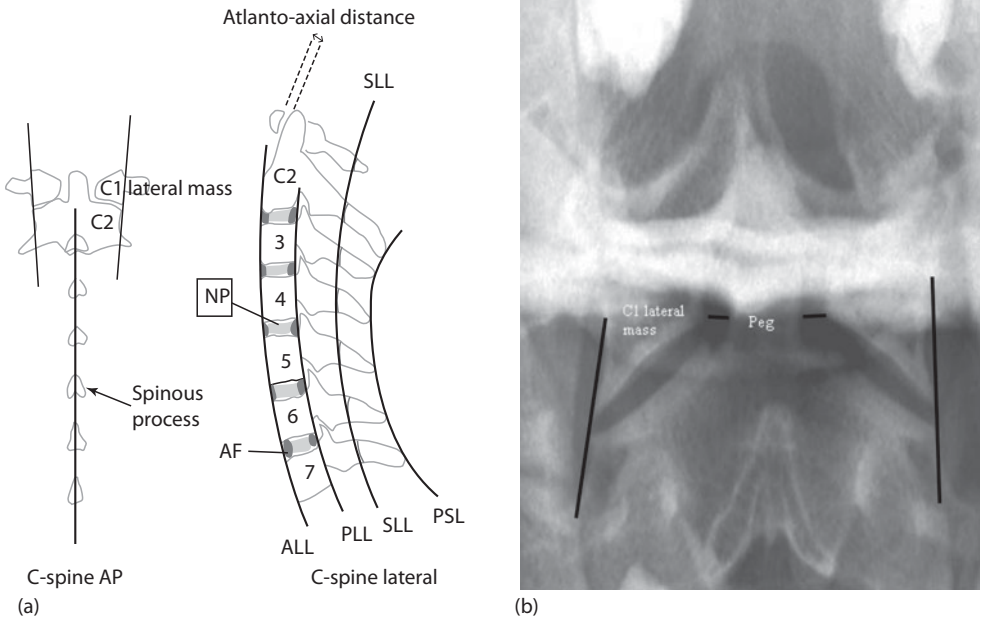 Atlanto-axial distance
SLL
C1 lateral mass
C2
C2
3
4
NP
5
Spinous
process
6
AF
7
PSL
SLL
PLL
ALL
C-spine AP
C-spine lateral
(a)
C1 lateral
mass
Peg
(b)